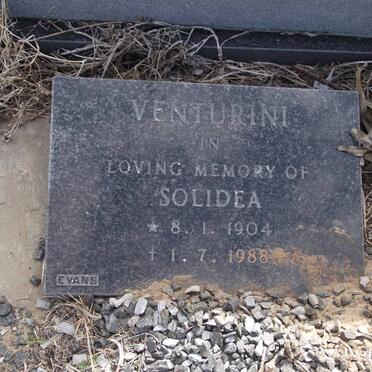 VENTURINI
IN
LOVING MEMORY OF
SOLIDEA
★ 8. 1. 1904
† 1. 7. 1988
EVANS